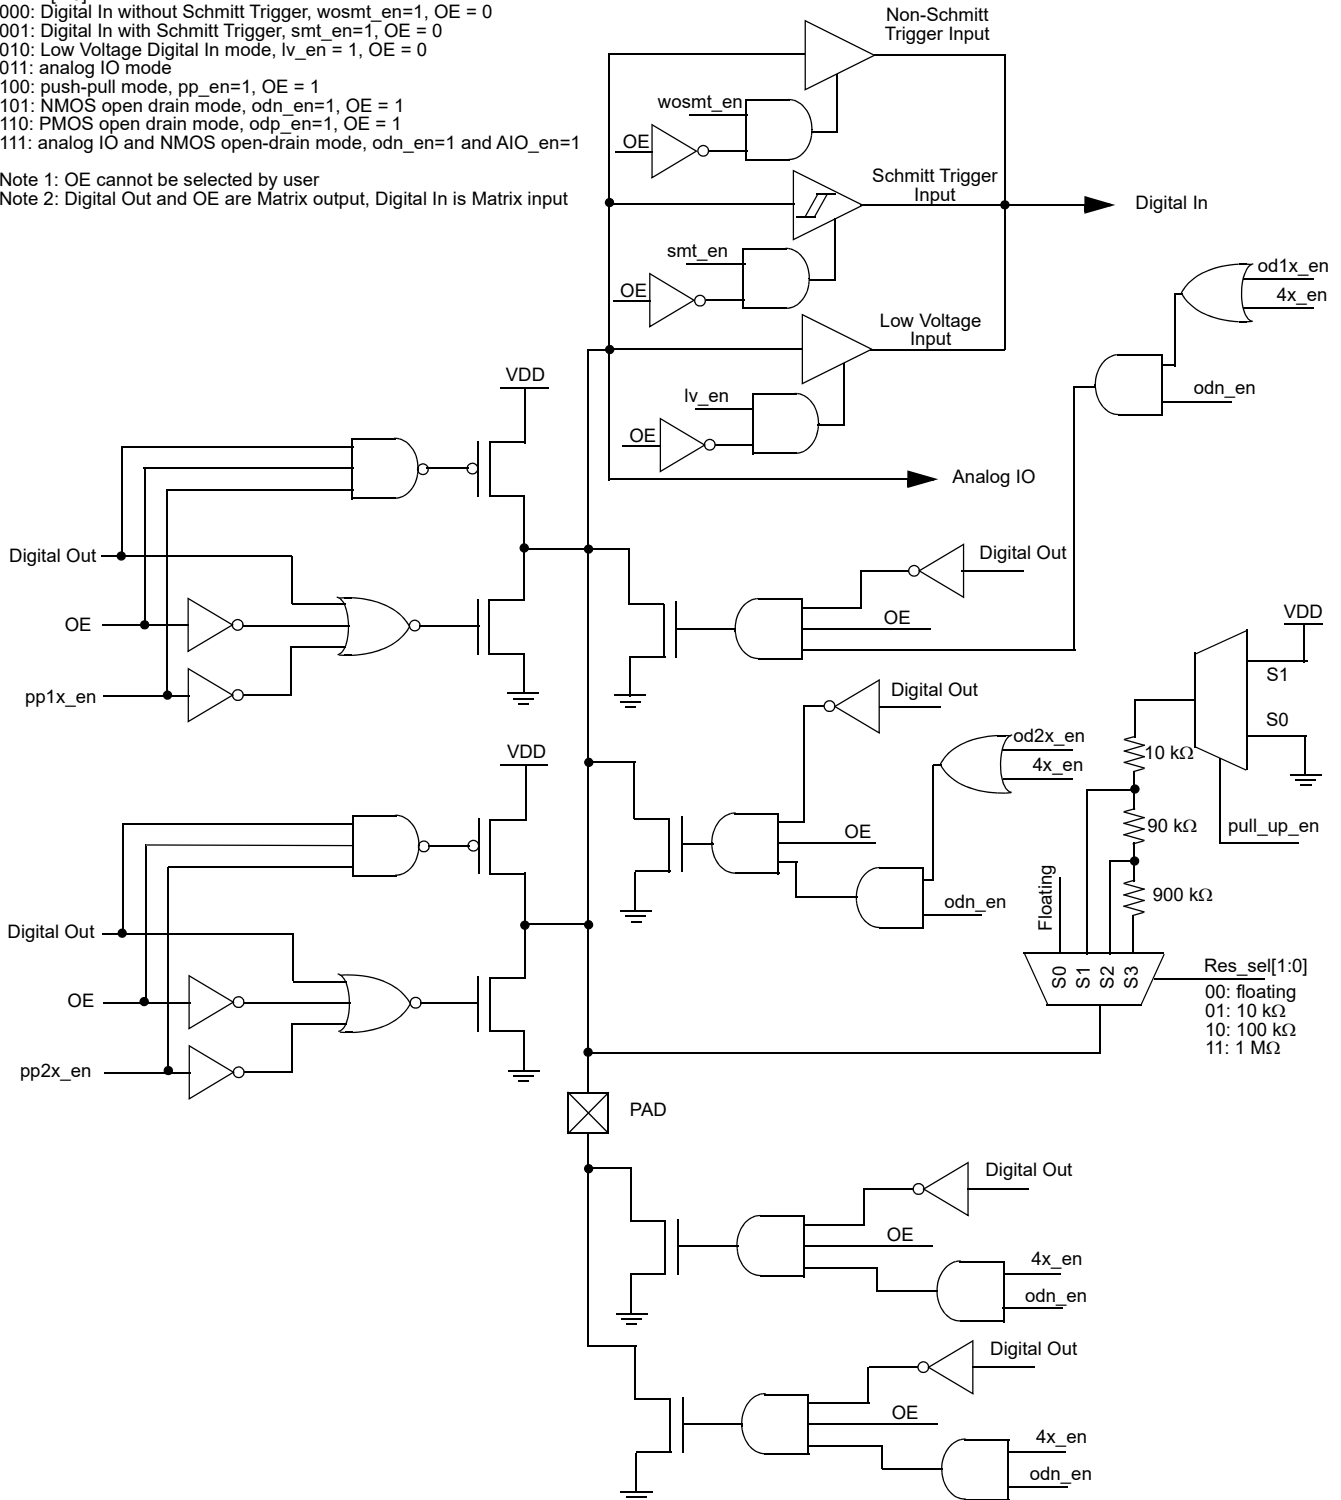 000: Digital In without Schmitt Trigger, wosmt_en=1, OE = 0
001: Digital In with Schmitt Trigger, smt_en=1, OE = 0
010: Low Voltage Digital In mode, lv_en = 1, OE = 0
011: analog IO mode
100: push-pull mode, pp_en=1, OE = 1
101: NMOS open drain mode, odn_en=1, OE = 1
110: PMOS open drain mode, odp_en=1, OE = 1
111: analog IO and NMOS open-drain mode, odn_en=1 and AIO_en=1
Note 1: OE cannot be selected by user
Note 2: Digital Out and OE are Matrix output, Digital In is Matrix input
Non-Schmitt
Trigger Input
wosmt_en
OE
Schmitt Trigger
Input
Digital In
smt_en
OE
od1x_en
4x_en
Low Voltage
Input
odn_en
lv_en
OE
Analog IO
VDD
Digital Out
OE
pp1x_en
Digital Out
OE
VDD
S1
S0
10 kΩ
90 kΩ
pull_up_en
900 kΩ
Digital Out
od2x_en
4x_en
OE
odn_en
VDD
Digital Out
OE
pp2x_en
Floating
S0
S1
S2
S3
Res_sel[1:0]
00: floating
01: 10 kΩ
10: 100 kΩ
11: 1 MΩ
PAD
Digital Out
OE
4x_en
odn_en
Digital Out
OE
4x_en
odn_en